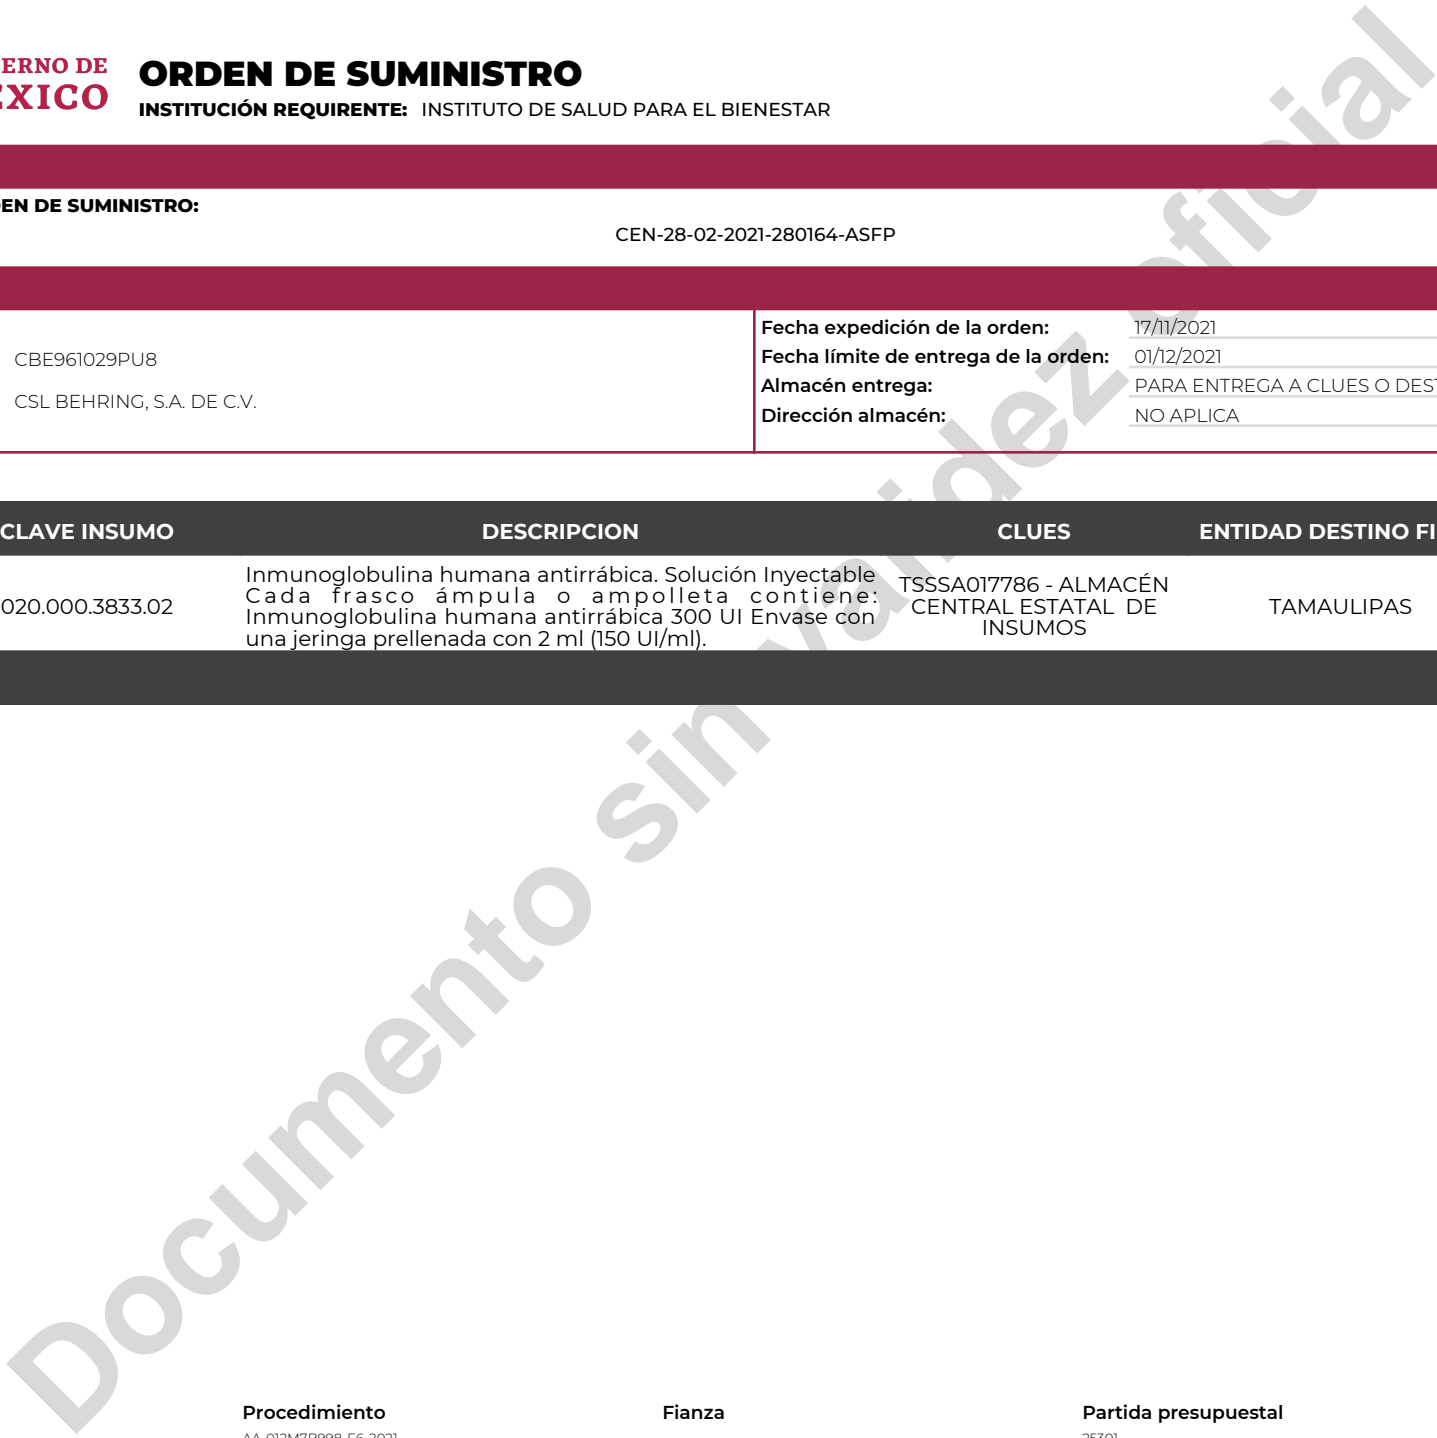 ERNO DE
ÉXICO
ORDEN DE SUMINISTRO
INSTITUCIÓN REQUIRENTE: INSTITUTO DE SALUD PARA EL BIENESTAR
EN DE SUMINISTRO:
CEN-28-02-2021-280164-ASFP
CBE961029PU8
CSL BEHRING, S.A. DE C.V.
Fecha expedición de la orden: 17/11/2021
Fecha límite de entrega de la orden: 01/12/2021
Almacén entrega: PARA ENTREGA A CLUES O DEST
Dirección almacén: NO APLICA
CLAVE INSUMO DESCRIPCION CLUES ENTIDAD DESTINO FI
020.000.3833.02
Inmunoglobulina humana antirrábica. Solución Inyectable
Cada frasco ámpula o ampolleta contiene:
Inmunoglobulina humana antirrábica 300 UI Envase con
una jeringa prellenada con 2 ml (150 UI/ml).
TSSSA017786 - ALMACÉN
CENTRAL ESTATAL DE
INSUMOS
TAMAULIPAS
Documento sin validez oficial
Procedimiento Fianza Partida presupuestal